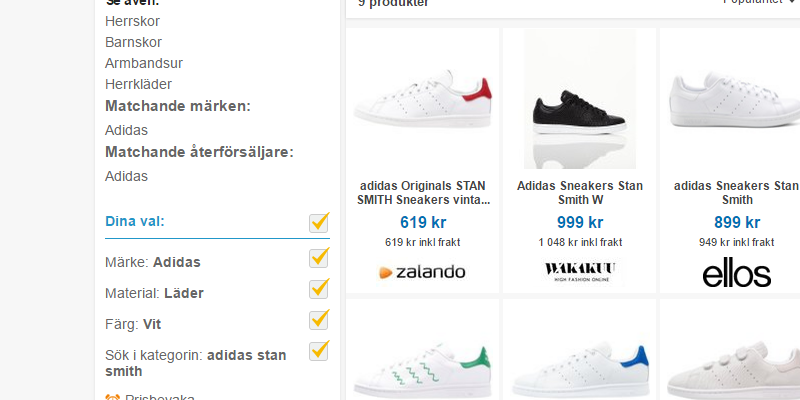 Se även:
Herrskor
Barnskor
Armbandsur
Herrkläder
Matchande märken:
Adidas
Matchande återförsäljare:
Adidas
Dina val:
Märke: Adidas
Material: Läder
Färg: Vit
Sök i kategorin: adidas stan
smith
Prisbevaka
9 produkter
Popularitet
adidas Originals STAN
SMITH Sneakers vinta...
619 kr
619 kr inkl frakt
zalando
Adidas Sneakers Stan
Smith W
999 kr
1 048 kr inkl frakt
WAKAKUU
HIGH FASHION ONLINE
adidas Sneakers Stan
Smith
899 kr
949 kr inkl frakt
ellos